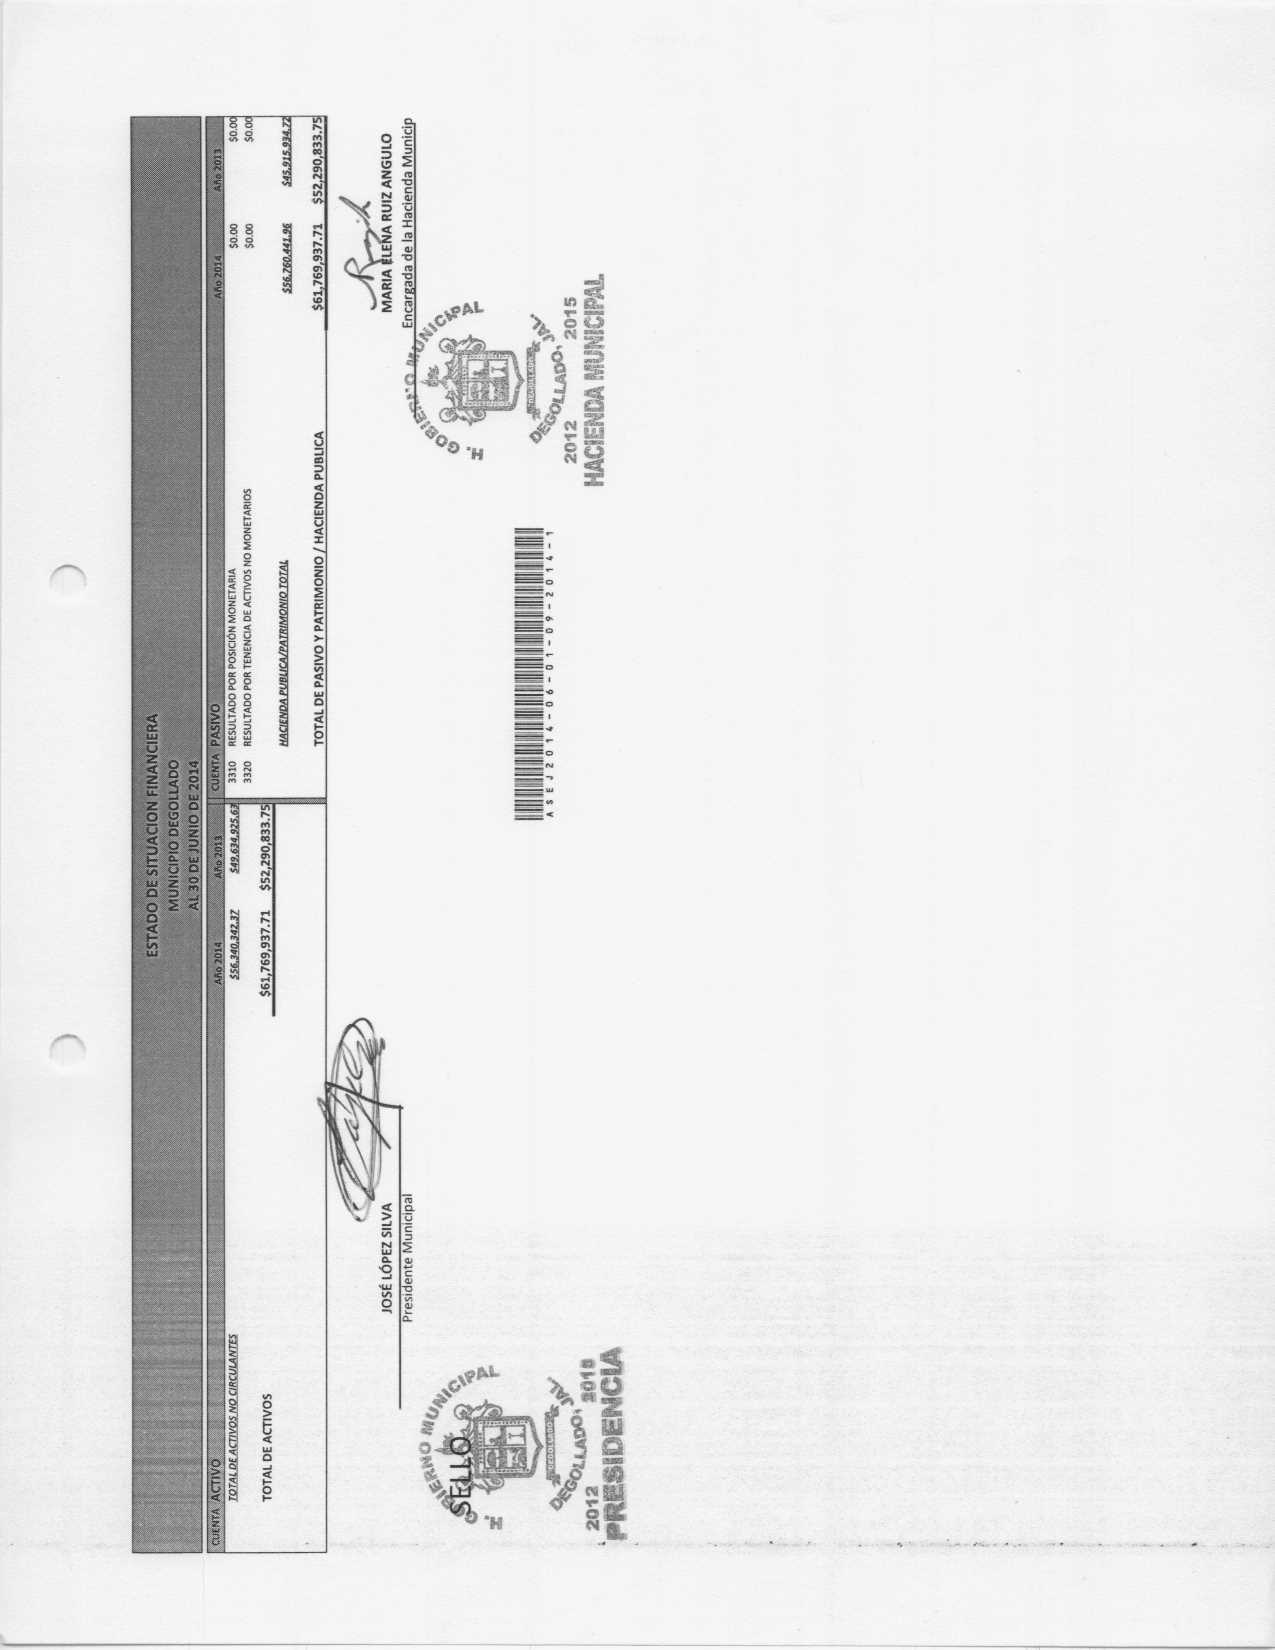 ESTADO DE SITUACION FINANCIERA
MUNICIPIO DEGOLLADO
AL 30 DE JUNIO DE 2014
CUENTA ACTIVO Año 2014 Año 2013 CUENTA PASIVO Año 2014 Año 2013
TOTAL DE ACTIVOS NO CIRCULANTES $56,340,342.37 $49,634,925.63 3310 RESULTADO POR POSICIÓN MONETARIA $0.00 $0.00
3320 RESULTADO POR TENENCIA DE ACTIVOS NO MONETARIOS $0.00 $0.00
TOTAL DE ACTIVOS $61,769,937.71 $52,290,833.75
HACIENDA PUBLICA/PATRIMONIO TOTAL $56,760,441.96 $45,915,934.72
TOTAL DE PASIVO Y PATRIMONIO / HACIENDA PUBLICA $61,769,937.71 $52,290,833.75
JOSÉ LÓPEZ SILVA
Presidente Municipal
MARIA ELENA RUIZ ANGULO
Encargada de la Hacienda Municip
SELLO
H. GOBIERNO MUNICIPAL
DEGOLLADO, JAL.
2012 2015
PRESIDENCIA
ASEJ2014-06-01-09-2014-1
H. GOBIERNO MUNICIPAL
DEGOLLADO, JAL.
2012 2015
HACIENDA MUNICIPAL